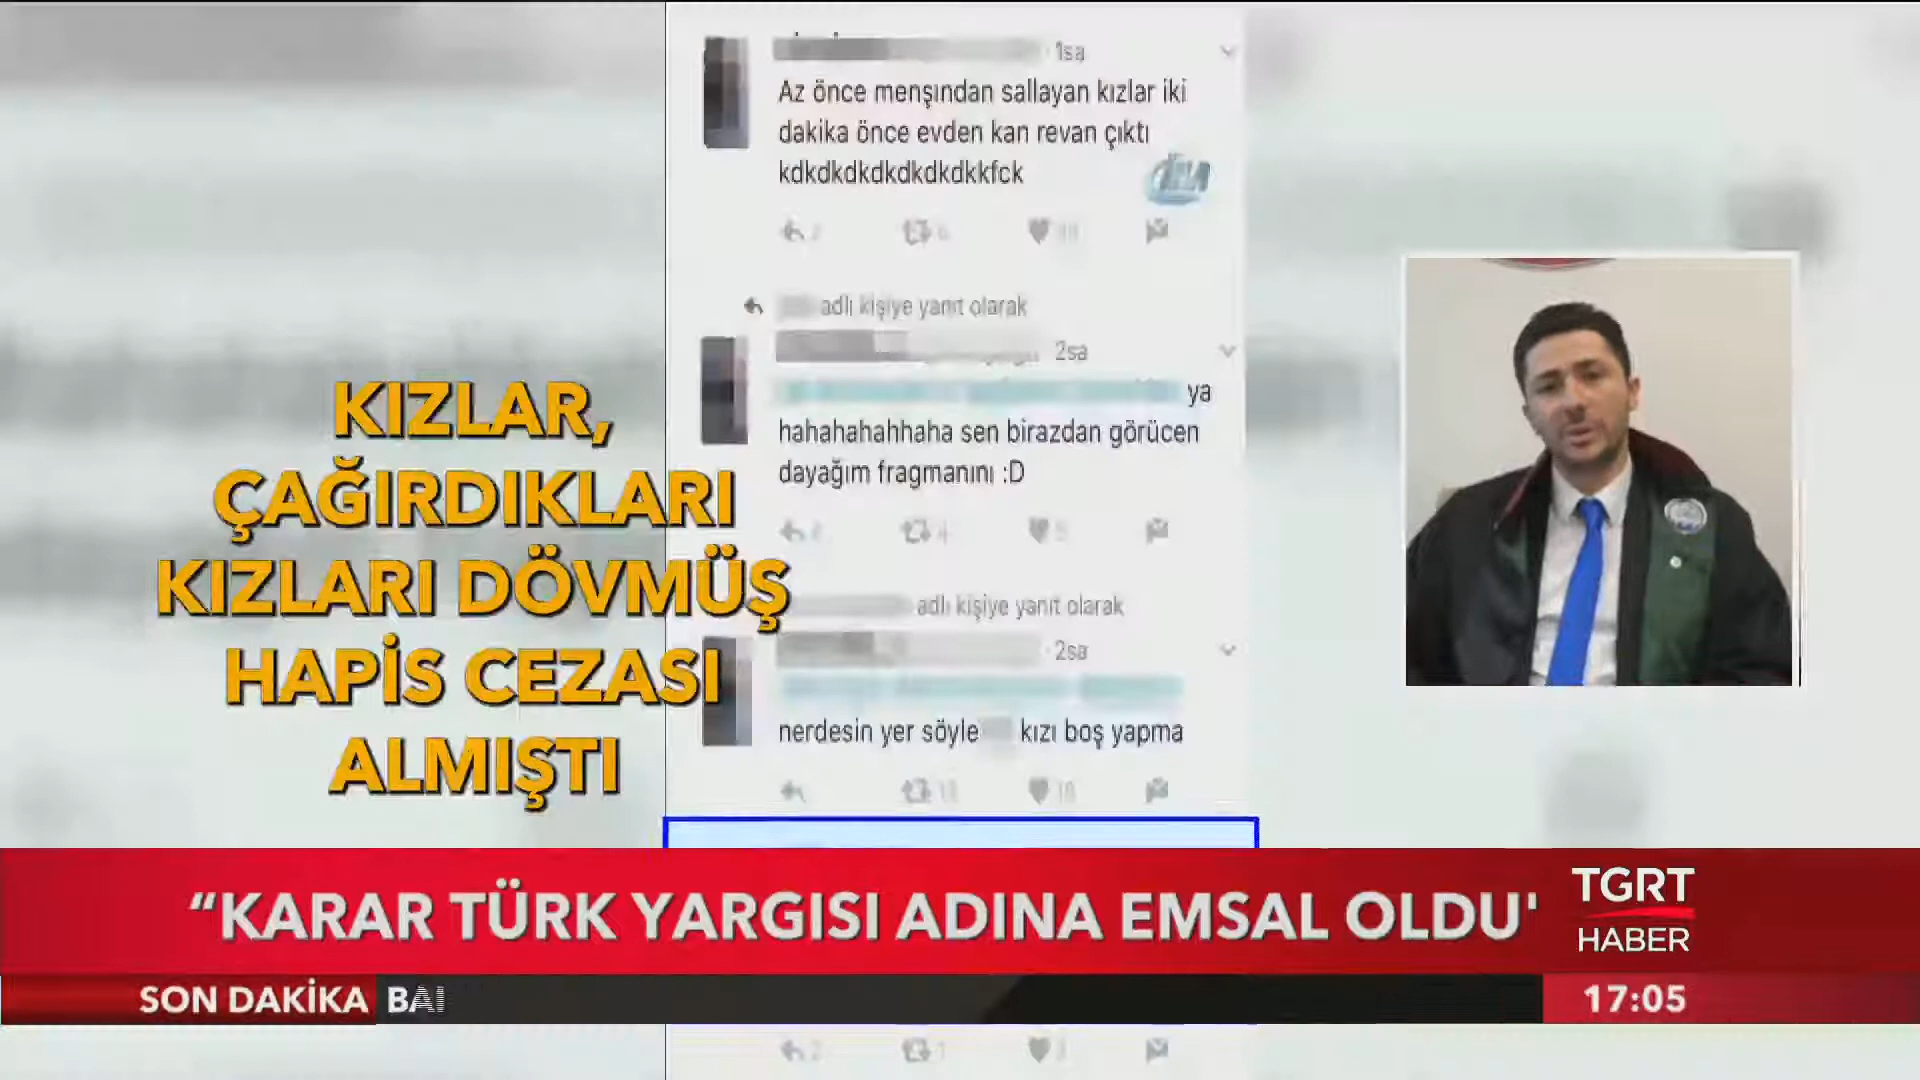 1sa
Az önce menşından sallayan kızlar iki
dakika önce evden kan revan çıktı
kdkdkdkdkdkdkdkkfck
adlı kişiye yanıt olarak
2sa
ya
hahahahahhaha sen birazdan görücen
dayağım fragmanını :D
4
adlı kişiye yanıt olarak
2sa
nerdesin yer söyle kızı boş yapma
KIZLAR,
ÇAĞIRDIKLARI
KIZLARI DÖVMÜŞ
HAPİS CEZASI
ALMIŞTI
“KARAR TÜRK YARGISI ADINA EMSAL OLDU'
TGRT
HABER
SON DAKİKA
17:05